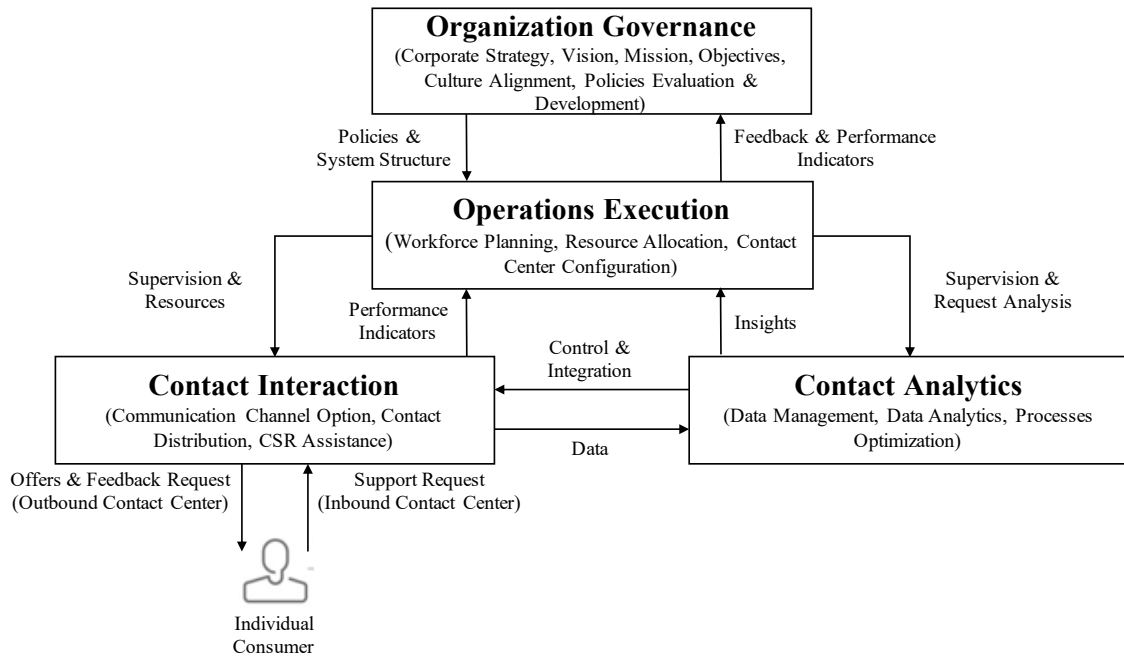 Organization Governance
(Corporate Strategy, Vision, Mission, Objectives,
Culture Alignment, Policies Evaluation &
Development)
Policies &
System Structure
Feedback & Performance
Indicators
Operations Execution
(Workforce Planning, Resource Allocation, Contact
Center Configuration)
Supervision &
Resources
Performance
Indicators
Insights
Supervision &
Request Analysis
Control &
Integration
Contact Interaction
(Communication Channel Option, Contact
Distribution, CSR Assistance)
Contact Analytics
(Data Management, Data Analytics, Processes
Optimization)
Data
Offers & Feedback Request
(Outbound Contact Center)
Support Request
(Inbound Contact Center)
Individual
Consumer